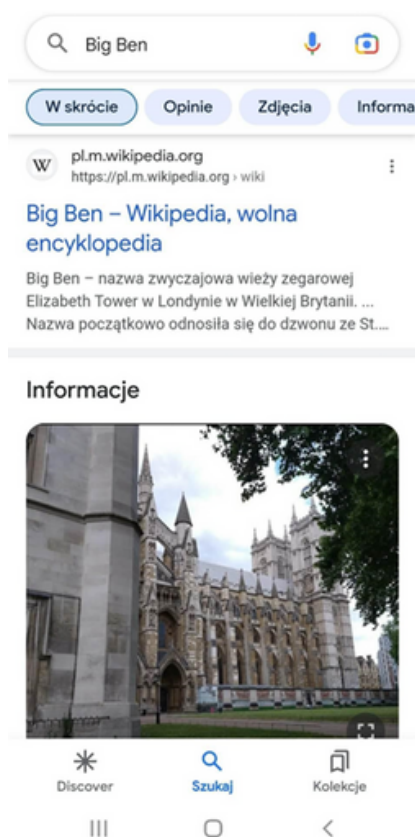 Big Ben
W skrócie Opinie Zdjęcia Informa
W pl.m.wikipedia.org
https://pl.m.wikipedia.org › wiki
Big Ben – Wikipedia, wolna
encyklopedia
Big Ben – nazwa zwyczajowa wieży zegarowej
Elizabeth Tower w Londynie w Wielkiej Brytanii. ...
Nazwa początkowo odnosiła się do dzwonu ze St....
Informacje
Discover Szukaj Kolekcje